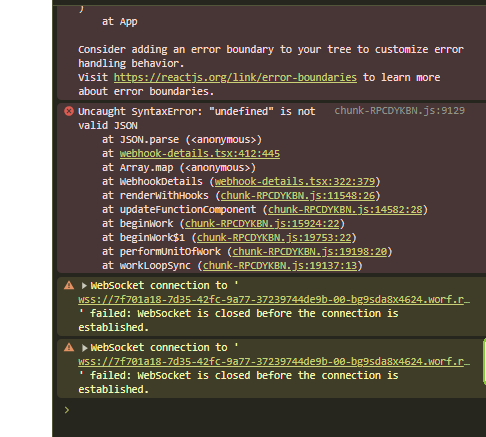 )
at App
Consider adding an error boundary to your tree to customize error
handling behavior.
Visit https://reactjs.org/link/error-boundaries to learn more
about error boundaries.
Uncaught SyntaxError: "undefined" is not chunk-RPCDYKBN.js:9129
valid JSON
at JSON.parse (<anonymous>)
at webhook-details.tsx:412:445
at Array.map (<anonymous>)
at WebhookDetails (webhook-details.tsx:322:379)
at renderWithHooks (chunk-RPCDYKBN.js:11548:26)
at updateFunctionComponent (chunk-RPCDYKBN.js:14582:28)
at beginWork (chunk-RPCDYKBN.js:15924:22)
at beginWork$1 (chunk-RPCDYKBN.js:19753:22)
at performUnitOfWork (chunk-RPCDYKBN.js:19198:20)
at workLoopSync (chunk-RPCDYKBN.js:19137:13)
WebSocket connection to '
wss://7f701a18-7d35-42fc-9a77-37239744de9b-00-bg9sda8x4624.worf.r…
' failed: WebSocket is closed before the connection is
established.
WebSocket connection to '
wss://7f701a18-7d35-42fc-9a77-37239744de9b-00-bg9sda8x4624.worf.r…
' failed: WebSocket is closed before the connection is
established.